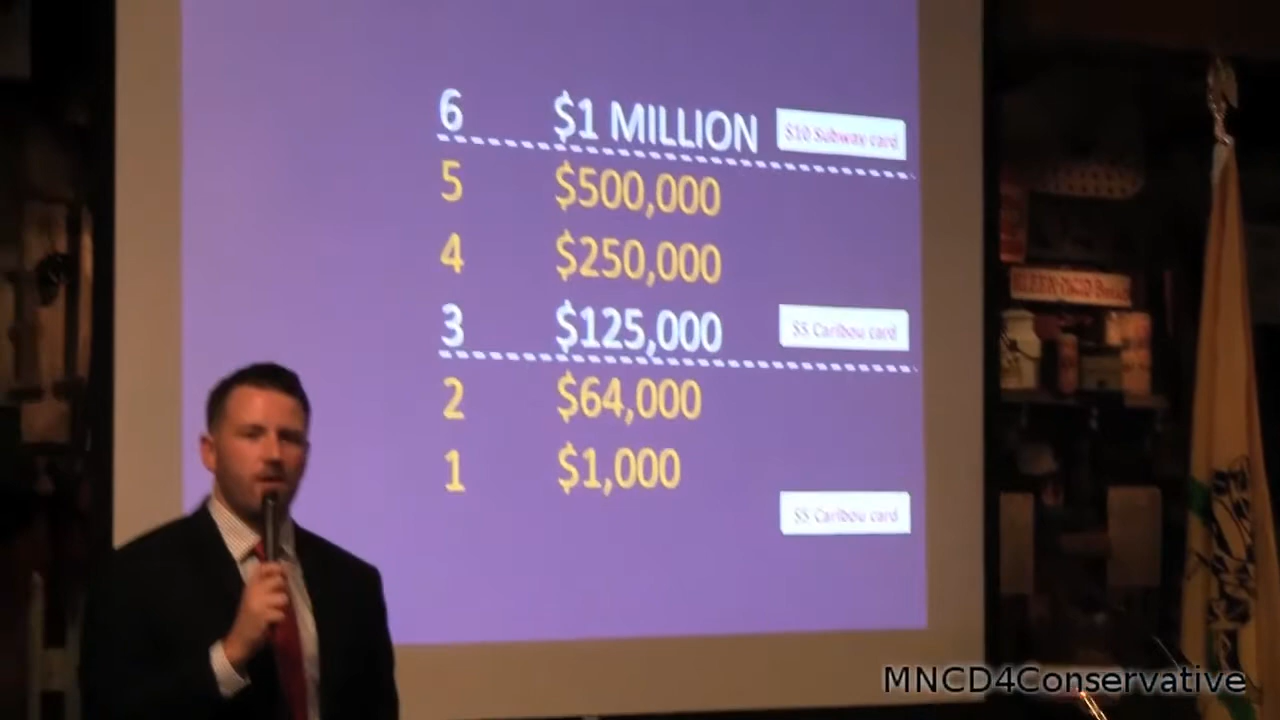 6 $1 MILLION $10 Subway card
5 $500,000
4 $250,000
3 $125,000 $5 Caribou card
2 $64,000
1 $1,000
$5 Caribou card
MNCD4Conservative